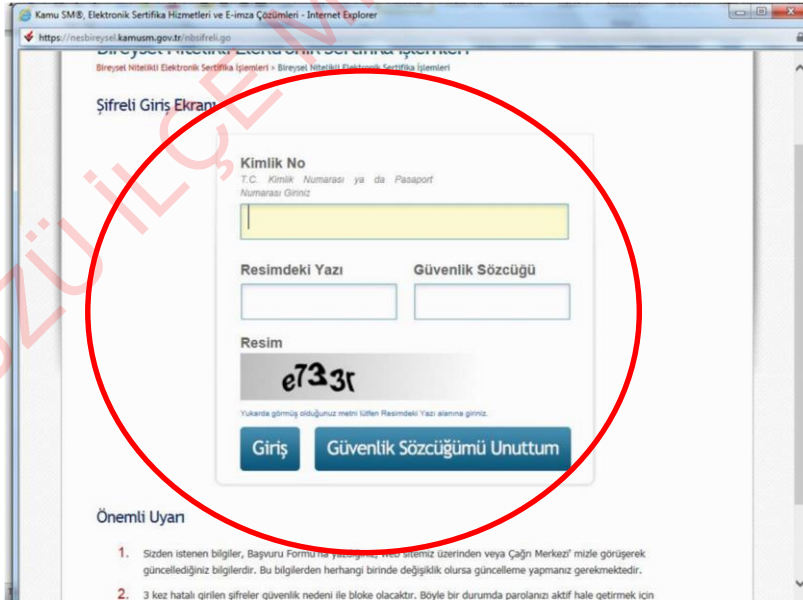 Kamu SM®, Elektronik Sertifika Hizmetleri ve E-imza Çözümleri - Internet Explorer
https://nesbireysel.kamusm.gov.tr/nbsifreli.go
Bireysel Nitelikli Elektronik Sertifika İşlemleri
Bireysel Nitelikli Elektronik Sertifika İşlemleri » Bireysel Nitelikli Elektronik Sertifika İşlemleri
Şifreli Giriş Ekranı
Kimlik No
T.C. Kimlik Numarası ya da Pasaport
Numarası Giriniz
Resimdeki Yazı Güvenlik Sözcüğü
Resim
e733r
Yukarda görmüş olduğunuz metni lütfen Resimdeki Yazı alanına giriniz.
Giriş Güvenlik Sözcüğümü Unuttum
Önemli Uyarı
1. Sizden istenen bilgiler, Başvuru Formu'na yazdığınız, web sitemiz üzerinden veya Çağrı Merkezi' mizle görüşerek
güncellediğiniz bilgilerdir. Bu bilgilerden herhangi birinde değişiklik olursa güncelleme yapmanız gerekmektedir.
2. 3 kez hatalı girilen şifreler güvenlik nedeni ile bloke olacaktır. Böyle bir durumda parolanızı aktif hale getirmek için